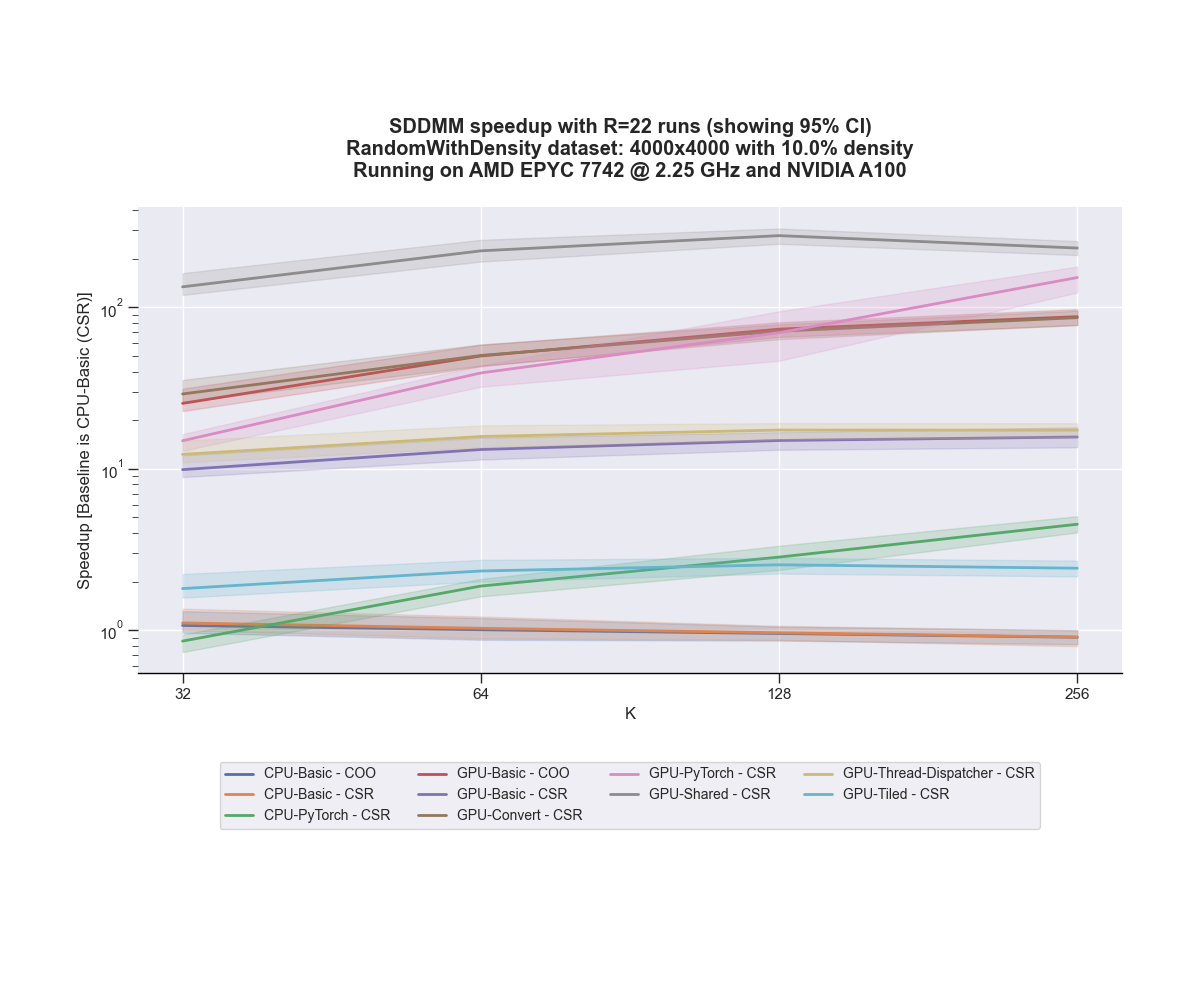 SDDMM speedup with R=22 runs (showing 95% CI)
RandomWithDensity dataset: 4000x4000 with 10.0% density
Running on AMD EPYC 7742 @ 2.25 GHz and NVIDIA A100
Speedup [Baseline is CPU-Basic (CSR)]
10²
10¹
10⁰
32 64 128 256
K
CPU-Basic - COO GPU-Basic - COO GPU-PyTorch - CSR GPU-Thread-Dispatcher - CSR
CPU-Basic - CSR GPU-Basic - CSR GPU-Shared - CSR GPU-Tiled - CSR
CPU-PyTorch - CSR GPU-Convert - CSR